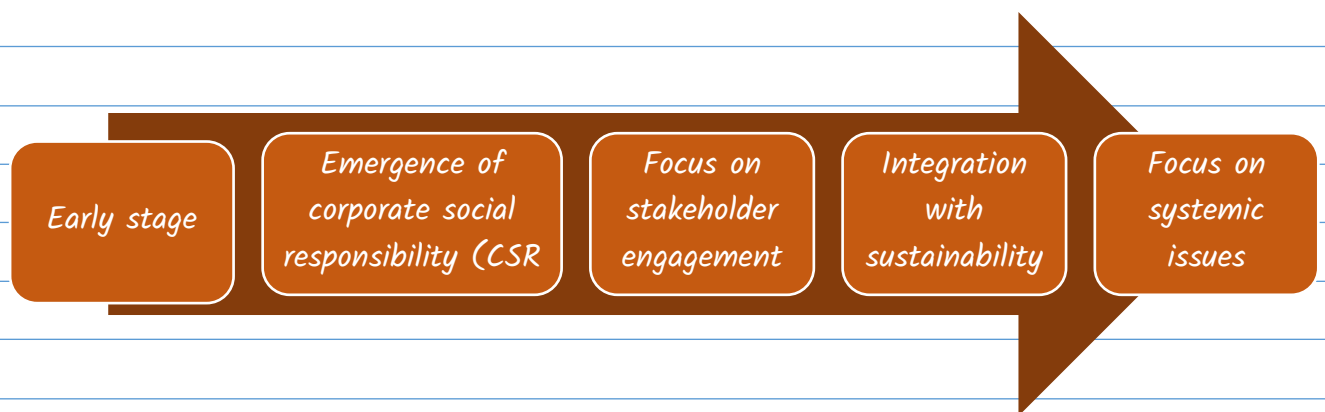 Early stage
Emergence of
corporate social
responsibility (CSR
Focus on
stakeholder
engagement
Integration
with
sustainability
Focus on
systemic
issues